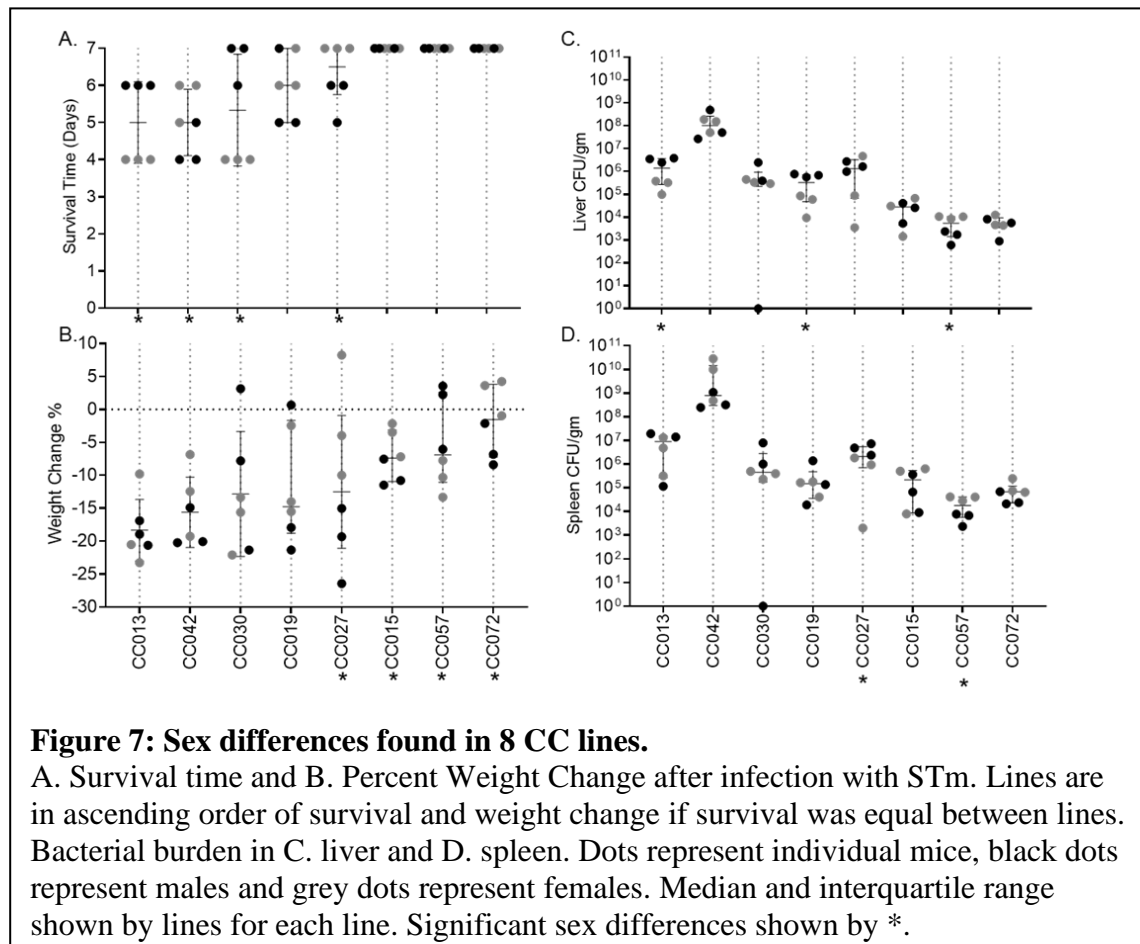 A.
7
6
5
4
3
2
1
0
Survival Time (Days)
* * * *
B.
10
5
0
-5
-10
-15
-20
-25
-30
Weight Change %
CC013
CC042
CC030
CC019
*CC027
*CC015
*CC057
*CC072
C.
10¹¹
10¹⁰
10⁹
10⁸
10⁷
10⁶
10⁵
10⁴
10³
10²
10¹
10⁰
Liver CFU/gm
* * *
D.
10¹¹
10¹⁰
10⁹
10⁸
10⁷
10⁶
10⁵
10⁴
10³
10²
10¹
10⁰
Spleen CFU/gm
CC013
CC042
CC030
CC019
* CC027
CC015
* CC057
CC072
Figure 7: Sex differences found in 8 CC lines.
A. Survival time and B. Percent Weight Change after infection with STm. Lines are
in ascending order of survival and weight change if survival was equal between lines.
Bacterial burden in C. liver and D. spleen. Dots represent individual mice, black dots
represent males and grey dots represent females. Median and interquartile range
shown by lines for each line. Significant sex differences shown by *.